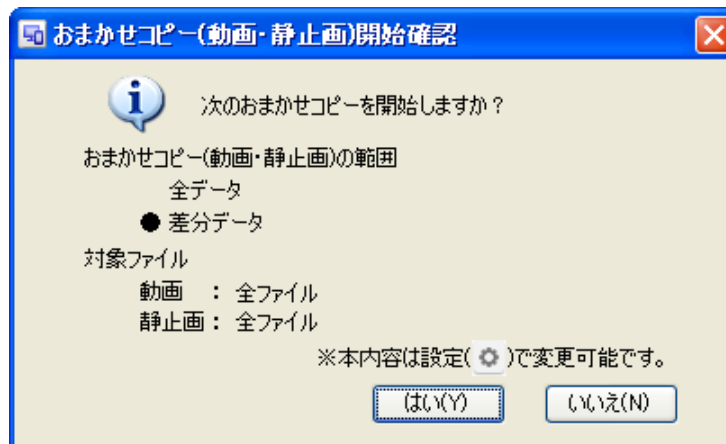 おまかせコピー(動画・静止画)開始確認
次のおまかせコピーを開始しますか？
おまかせコピー(動画・静止画)の範囲
全データ
● 差分データ
対象ファイル
動画　：全ファイル
静止画：全ファイル
※本内容は設定( )で変更可能です。
はい(Y)　いいえ(N)